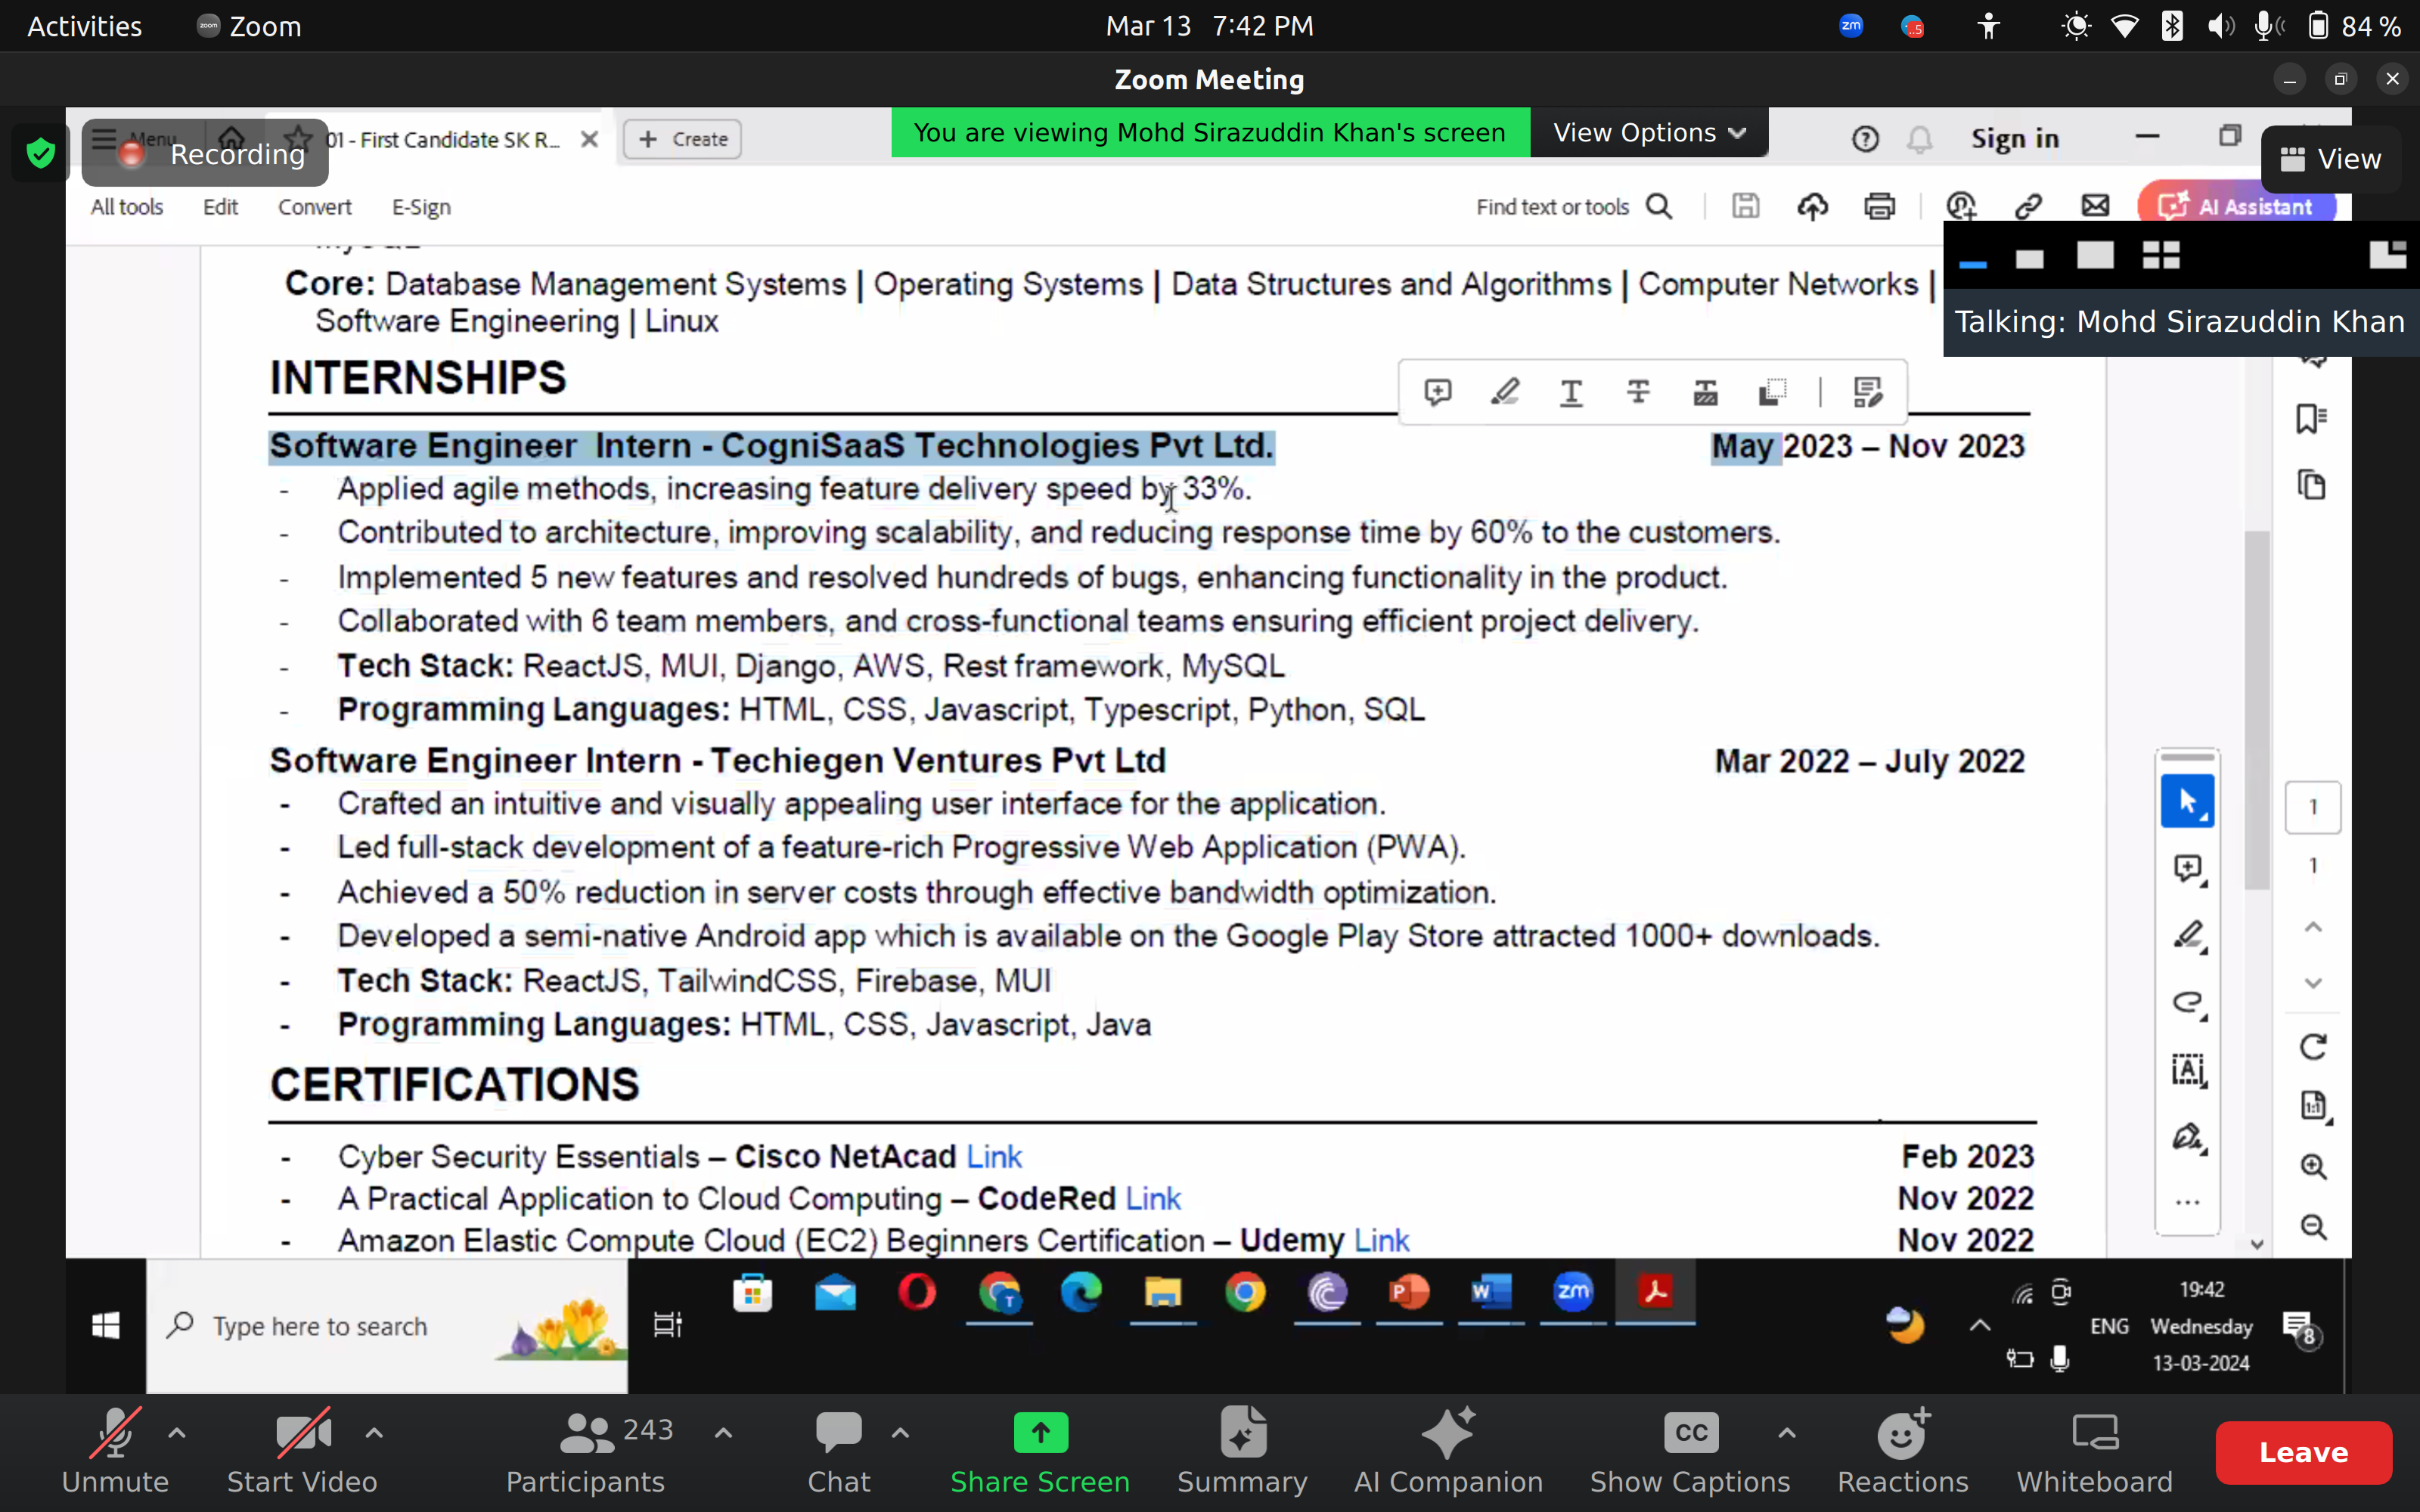 Activities Zoom Mar 13 7:42 PM 84 %
Zoom Meeting
Recording
Menu 01 - First Candidate SK R... Create You are viewing Mohd Sirazuddin Khan's screen View Options Sign in View
All tools Edit Convert E-Sign Find text or tools AI Assistant
Talking: Mohd Sirazuddin Khan
Core: Database Management Systems | Operating Systems | Data Structures and Algorithms | Computer Networks |
Software Engineering | Linux
INTERNSHIPS
Software Engineer Intern - CogniSaaS Technologies Pvt Ltd. May 2023 – Nov 2023
- Applied agile methods, increasing feature delivery speed by 33%.
- Contributed to architecture, improving scalability, and reducing response time by 60% to the customers.
- Implemented 5 new features and resolved hundreds of bugs, enhancing functionality in the product.
- Collaborated with 6 team members, and cross-functional teams ensuring efficient project delivery.
- Tech Stack: ReactJS, MUI, Django, AWS, Rest framework, MySQL
- Programming Languages: HTML, CSS, Javascript, Typescript, Python, SQL
Software Engineer Intern - Techiegen Ventures Pvt Ltd Mar 2022 – July 2022
- Crafted an intuitive and visually appealing user interface for the application.
- Led full-stack development of a feature-rich Progressive Web Application (PWA).
- Achieved a 50% reduction in server costs through effective bandwidth optimization.
- Developed a semi-native Android app which is available on the Google Play Store attracted 1000+ downloads.
- Tech Stack: ReactJS, TailwindCSS, Firebase, MUI
- Programming Languages: HTML, CSS, Javascript, Java
CERTIFICATIONS
- Cyber Security Essentials – Cisco NetAcad Link Feb 2023
- A Practical Application to Cloud Computing – CodeRed Link Nov 2022
- Amazon Elastic Compute Cloud (EC2) Beginners Certification – Udemy Link Nov 2022
1
1
Type here to search
ENG
19:42
Wednesday
13-03-2024
8
243
Unmute Start Video Participants Chat Share Screen Summary AI Companion Show Captions Reactions Whiteboard Leave